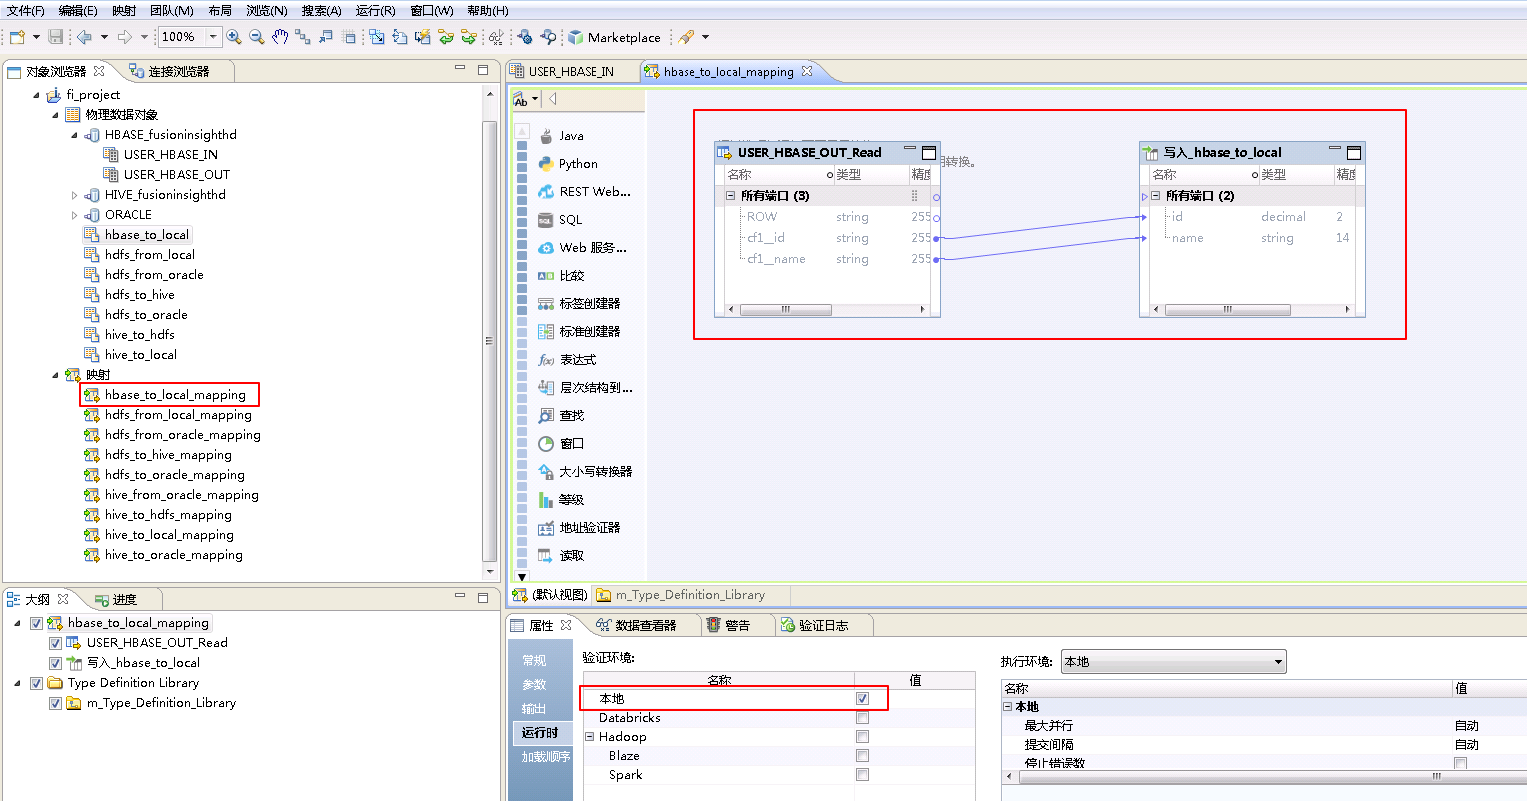 文件(F) 编辑(E) 映射 团队(M) 布局 浏览(N) 搜索(A) 运行(R) 窗口(W) 帮助(H)
100% Marketplace
对象浏览器 连接浏览器
fi_project
物理数据对象
HBASE_fusioninsighthd
USER_HBASE_IN
USER_HBASE_OUT
HIVE_fusioninsighthd
ORACLE
hbase_to_local
hdfs_from_local
hdfs_from_oracle
hdfs_to_hive
hdfs_to_oracle
hive_to_hdfs
hive_to_local
映射
hbase_to_local_mapping
hdfs_from_local_mapping
hdfs_from_oracle_mapping
hdfs_to_hive_mapping
hdfs_to_oracle_mapping
hive_from_oracle_mapping
hive_to_hdfs_mapping
hive_to_local_mapping
hive_to_oracle_mapping
大纲 进度
hbase_to_local_mapping
USER_HBASE_OUT_Read
写入_hbase_to_local
Type Definition Library
m_Type_Definition_Library
USER_HBASE_IN hbase_to_local_mapping
Ab
Java
Python
REST Web...
SQL
Web 服务...
比较
标签创建器
标准创建器
f(x) 表达式
层次结构到...
查找
窗口
大小写转换器
等级
地址验证器
读取
USER_HBASE_OUT_Read
转换。
名称 类型 精度
所有端口 (3)
ROW string 255
cf1__id string 255
cf1__name string 255
写入_hbase_to_local
名称 类型 精度
所有端口 (2)
id decimal 2
name string 14
(默认视图) m_Type_Definition_Library
属性 数据查看器 警告 验证日志
常规
参数
输出
运行时
加载顺序
验证环境:
名称 值
本地
Databricks
Hadoop
Blaze
Spark
执行环境: 本地
名称 值
本地
最大并行 自动
提交间隔 自动
停止错误数